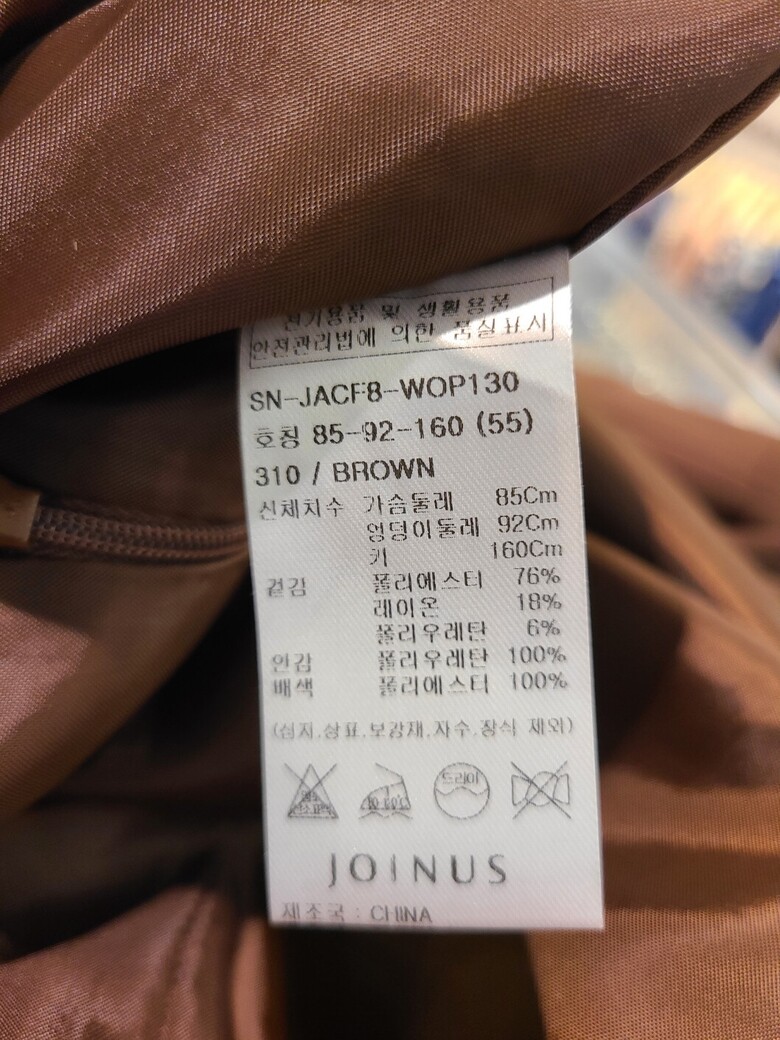 전기용품 및 생활용품
안전관리법에 의한 품질표시
SN-JACF8-WOP130
호칭 85-92-160 (55)
310 / BROWN
신체치수 가슴둘레 85Cm
엉덩이둘레 92Cm
키 160Cm
겉감 폴리에스터 76%
레이온 18%
폴리우레탄 6%
안감 폴리우레탄 100%
배색 폴리에스터 100%
(심지.상표.보강재.자수.장식 제외)
드라이
JOINUS
제조국 : CHINA